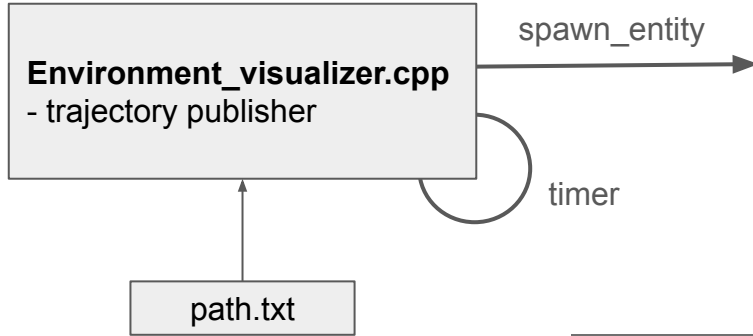 spawn_entity
Environment_visualizer.cpp
- trajectory publisher
timer
path.txt